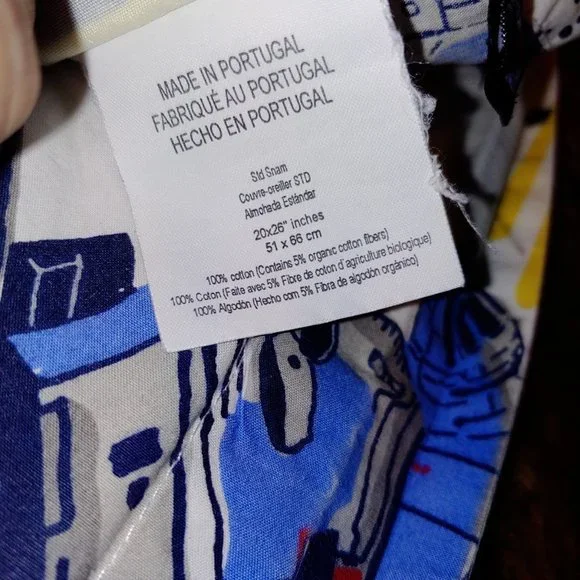 MADE IN PORTUGAL
FABRIQUÉ AU PORTUGAL
HECHO EN PORTUGAL
Std Snam
Couvre-oreiller STD
Almohada Estándar
20x26" inches
51 x 66 cm
100% cotton (Contains 5% organic cotton fibers)
100% Coton (Faite avec 5% Fibre de coton d'agriculture biologique)
100% Algodón (Hecho com 5% Fibra de algodón orgánico)